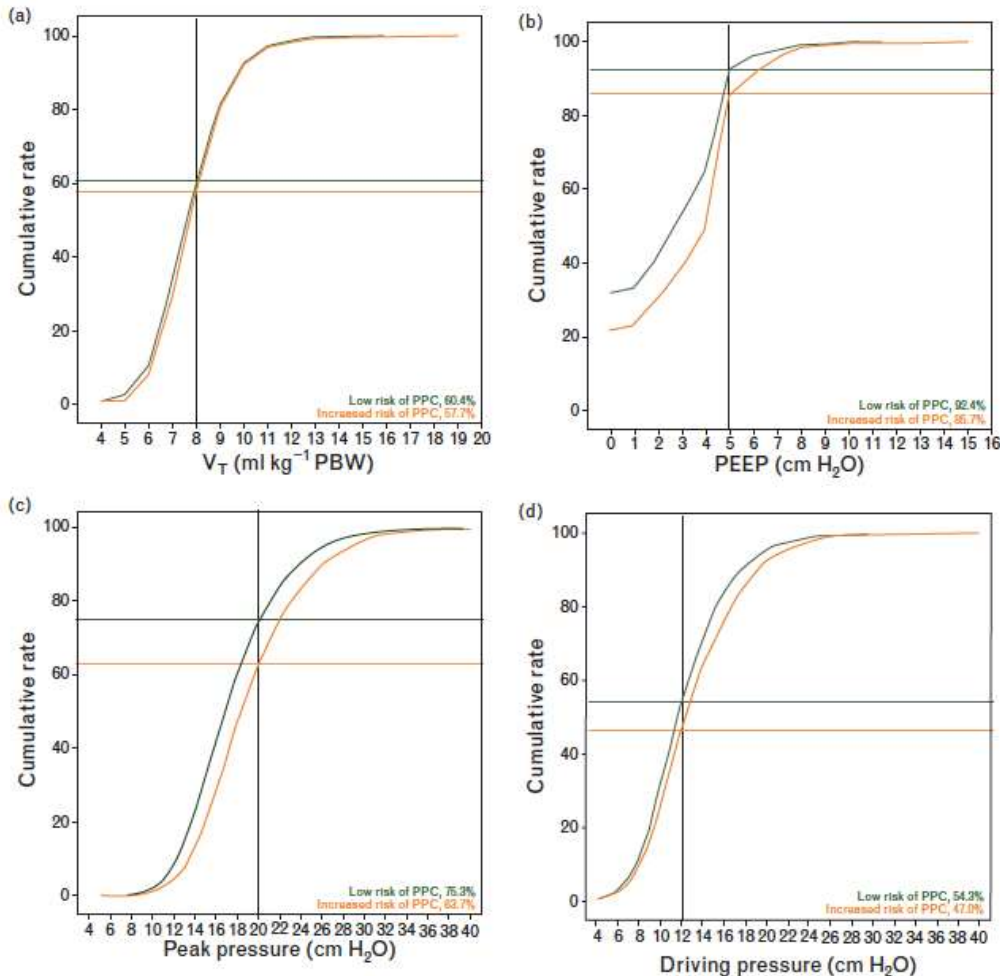 (a)
100
80
60
40
20
0
Cumulative rate
Low risk of PPC, 60.4%
Increased risk of PPC, 57.7%
4 5 6 7 8 9 10 11 12 13 14 15 16 17 18 19 20
V_T (ml kg⁻¹ PBW)
(b)
100
80
60
40
20
0
Cumulative rate
Low risk of PPC, 92.4%
Increased risk of PPC, 85.7%
0 1 2 3 4 5 6 7 8 9 10 11 12 13 14 15 16
PEEP (cm H₂O)
(c)
100
80
60
40
20
0
Cumulative rate
Low risk of PPC, 75.3%
Increased risk of PPC, 62.7%
4 6 8 10 12 14 16 18 20 22 24 26 28 30 32 34 36 38 40
Peak pressure (cm H₂O)
(d)
100
80
60
40
20
0
Cumulative rate
Low risk of PPC, 54.3%
Increased risk of PPC, 47.0%
4 6 8 10 12 14 16 18 20 22 24 26 28 30 32 34 36 38 40
Driving pressure (cm H₂O)